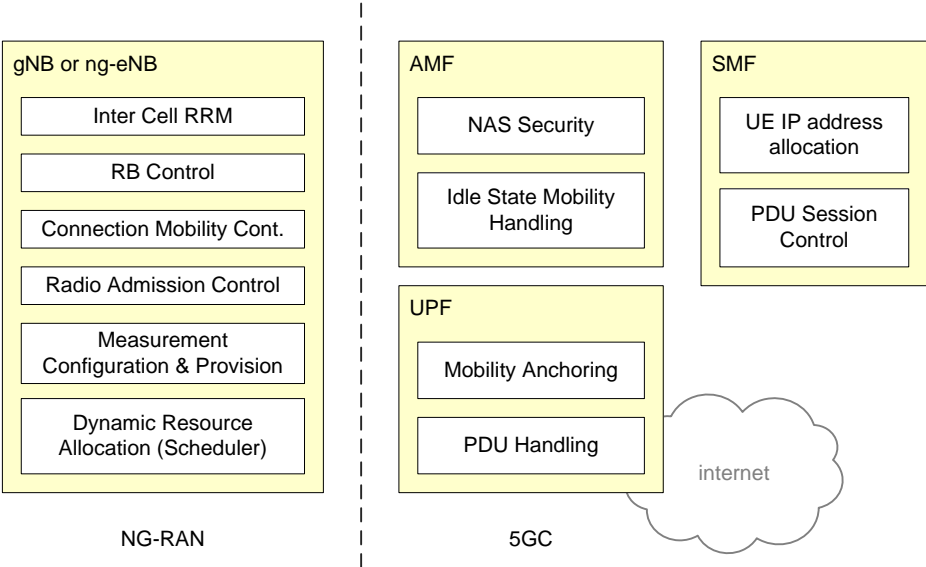 gNB or ng-eNB
Inter Cell RRM
RB Control
Connection Mobility Cont.
Radio Admission Control
Measurement
Configuration & Provision
Dynamic Resource
Allocation (Scheduler)
NG-RAN
AMF
NAS Security
Idle State Mobility
Handling
SMF
UE IP address
allocation
PDU Session
Control
UPF
Mobility Anchoring
PDU Handling
internet
5GC